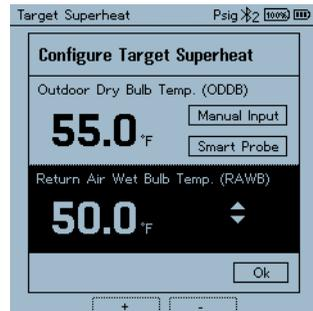 Target Superheat Psig 2 100%
Configure Target Superheat
Outdoor Dry Bulb Temp. (ODDB)
55.0 °F
Manual Input
Smart Probe
Return Air Wet Bulb Temp. (RAWB)
50.0 °F
Ok
+ -